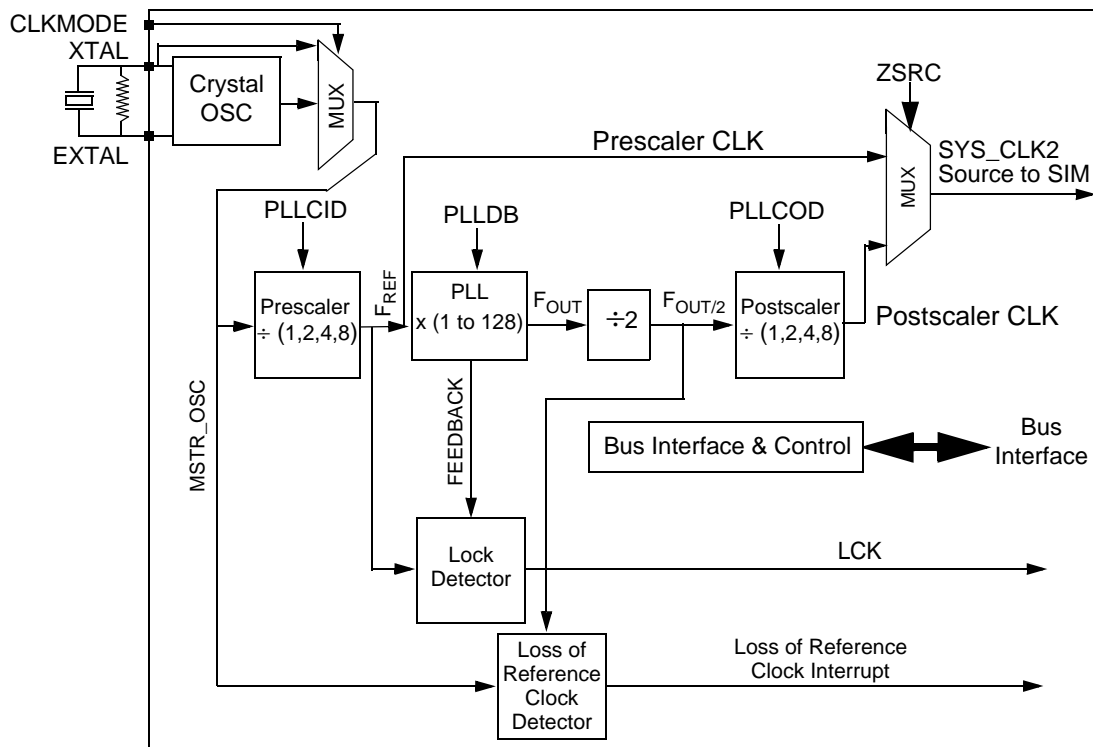 CLKMODE
XTAL
Crystal
OSC
EXTAL
MUX
ZSRC
Prescaler CLK
MUX
SYS_CLK2
Source to SIM
PLLCID
PLLDB
PLLCOD
Prescaler
÷ (1,2,4,8)
FREF
PLL
x (1 to 128)
FOUT
÷2
FOUT/2
Postscaler
÷ (1,2,4,8)
Postscaler CLK
MSTR_OSC
FEEDBACK
Bus Interface & Control
Bus
Interface
Lock
Detector
LCK
Loss of
Reference
Clock
Detector
Loss of Reference
Clock Interrupt